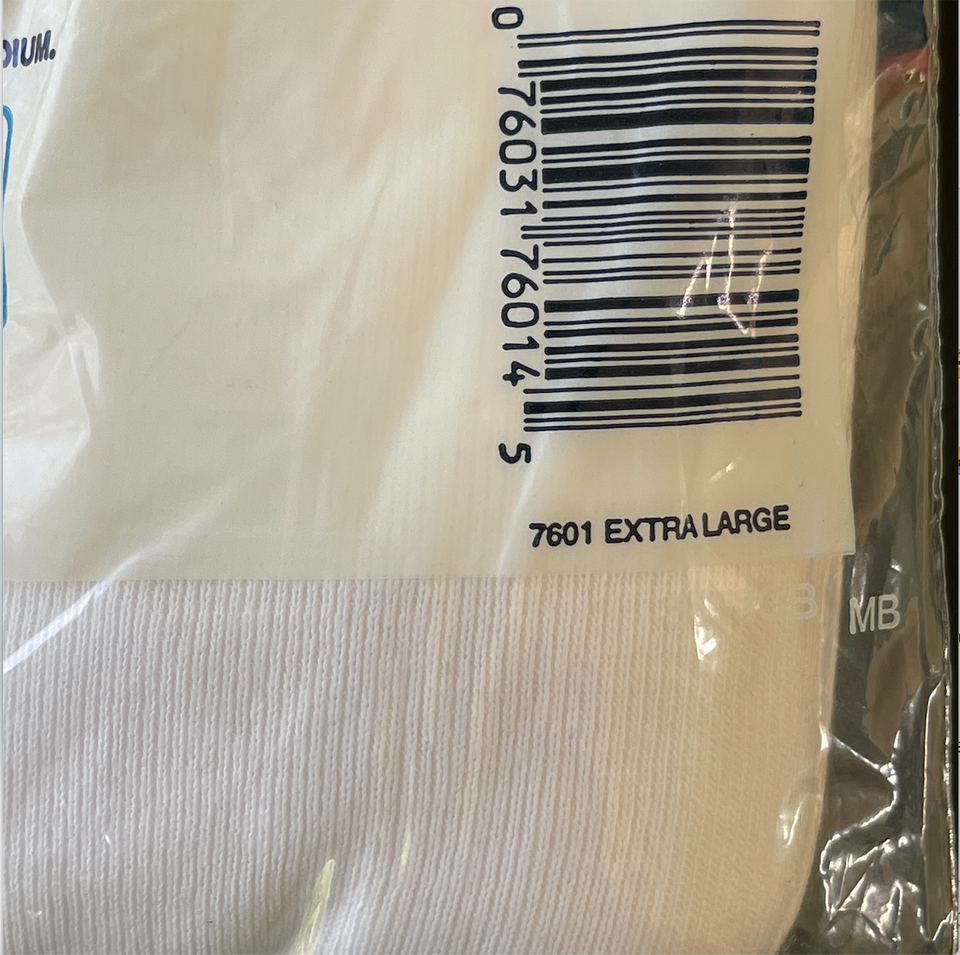 DIUM.
0 76031 76014 5
7601 EXTRA LARGE
B
MB